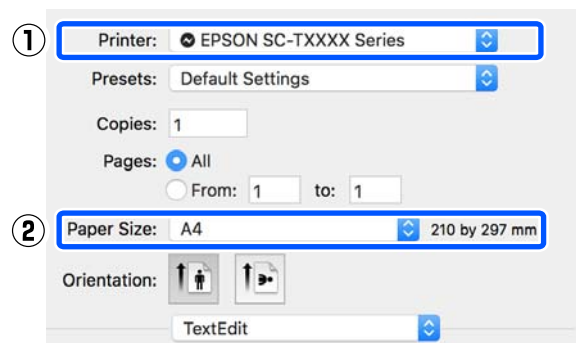 ① Printer: EPSON SC-TXXXX Series
Presets: Default Settings
Copies: 1
Pages: All
From: 1 to: 1
② Paper Size: A4 210 by 297 mm
Orientation:
TextEdit